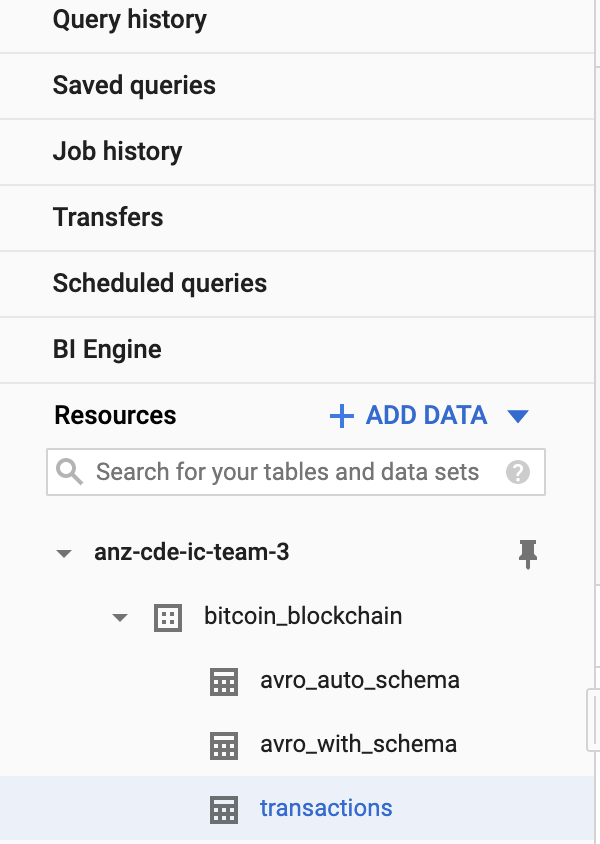 Query history
Saved queries
Job history
Transfers
Scheduled queries
BI Engine
Resources + ADD DATA
Search for your tables and data sets ?
anz-cde-ic-team-3
bitcoin_blockchain
avro_auto_schema
avro_with_schema
transactions